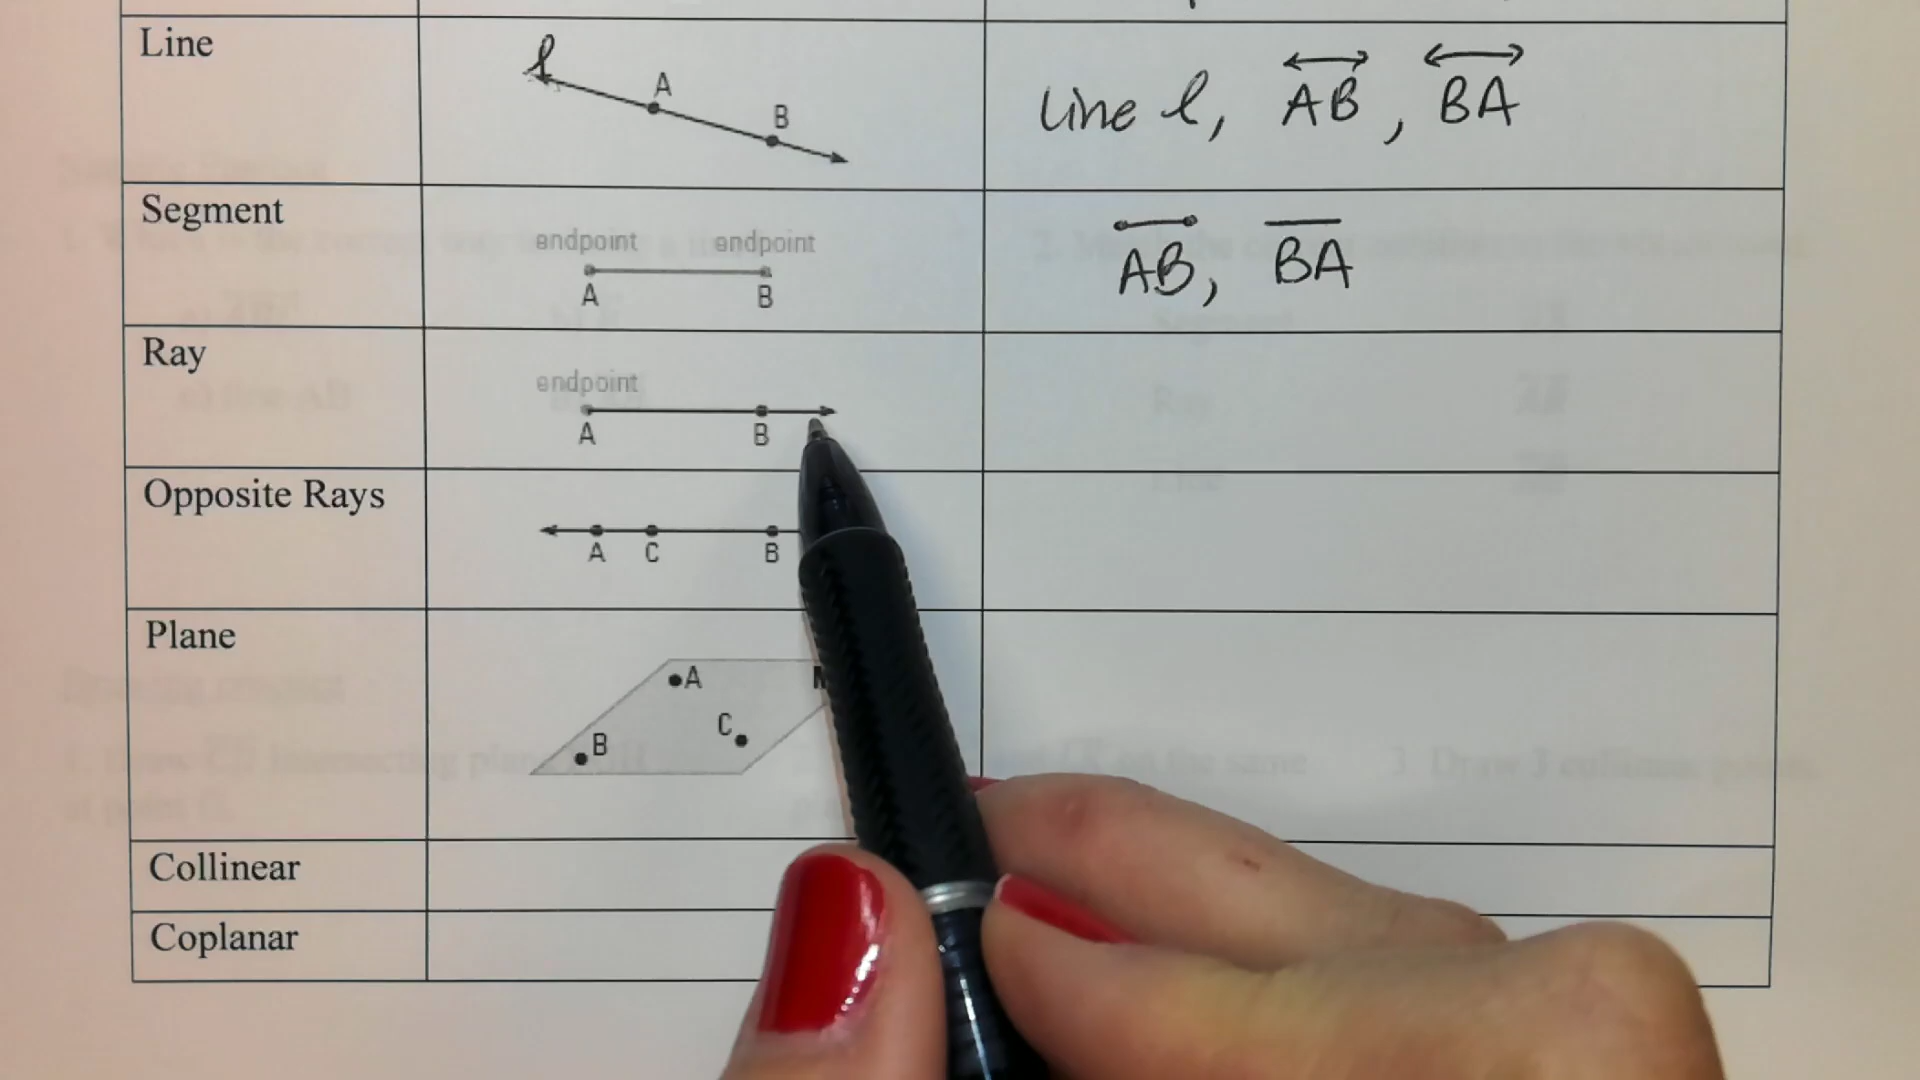 Line
l
A
B
line l, AB, BA
Segment
endpoint endpoint
A B
AB, BA
Ray
endpoint
A B
Opposite Rays
A C B
Plane
A
C
B
Collinear
Coplanar